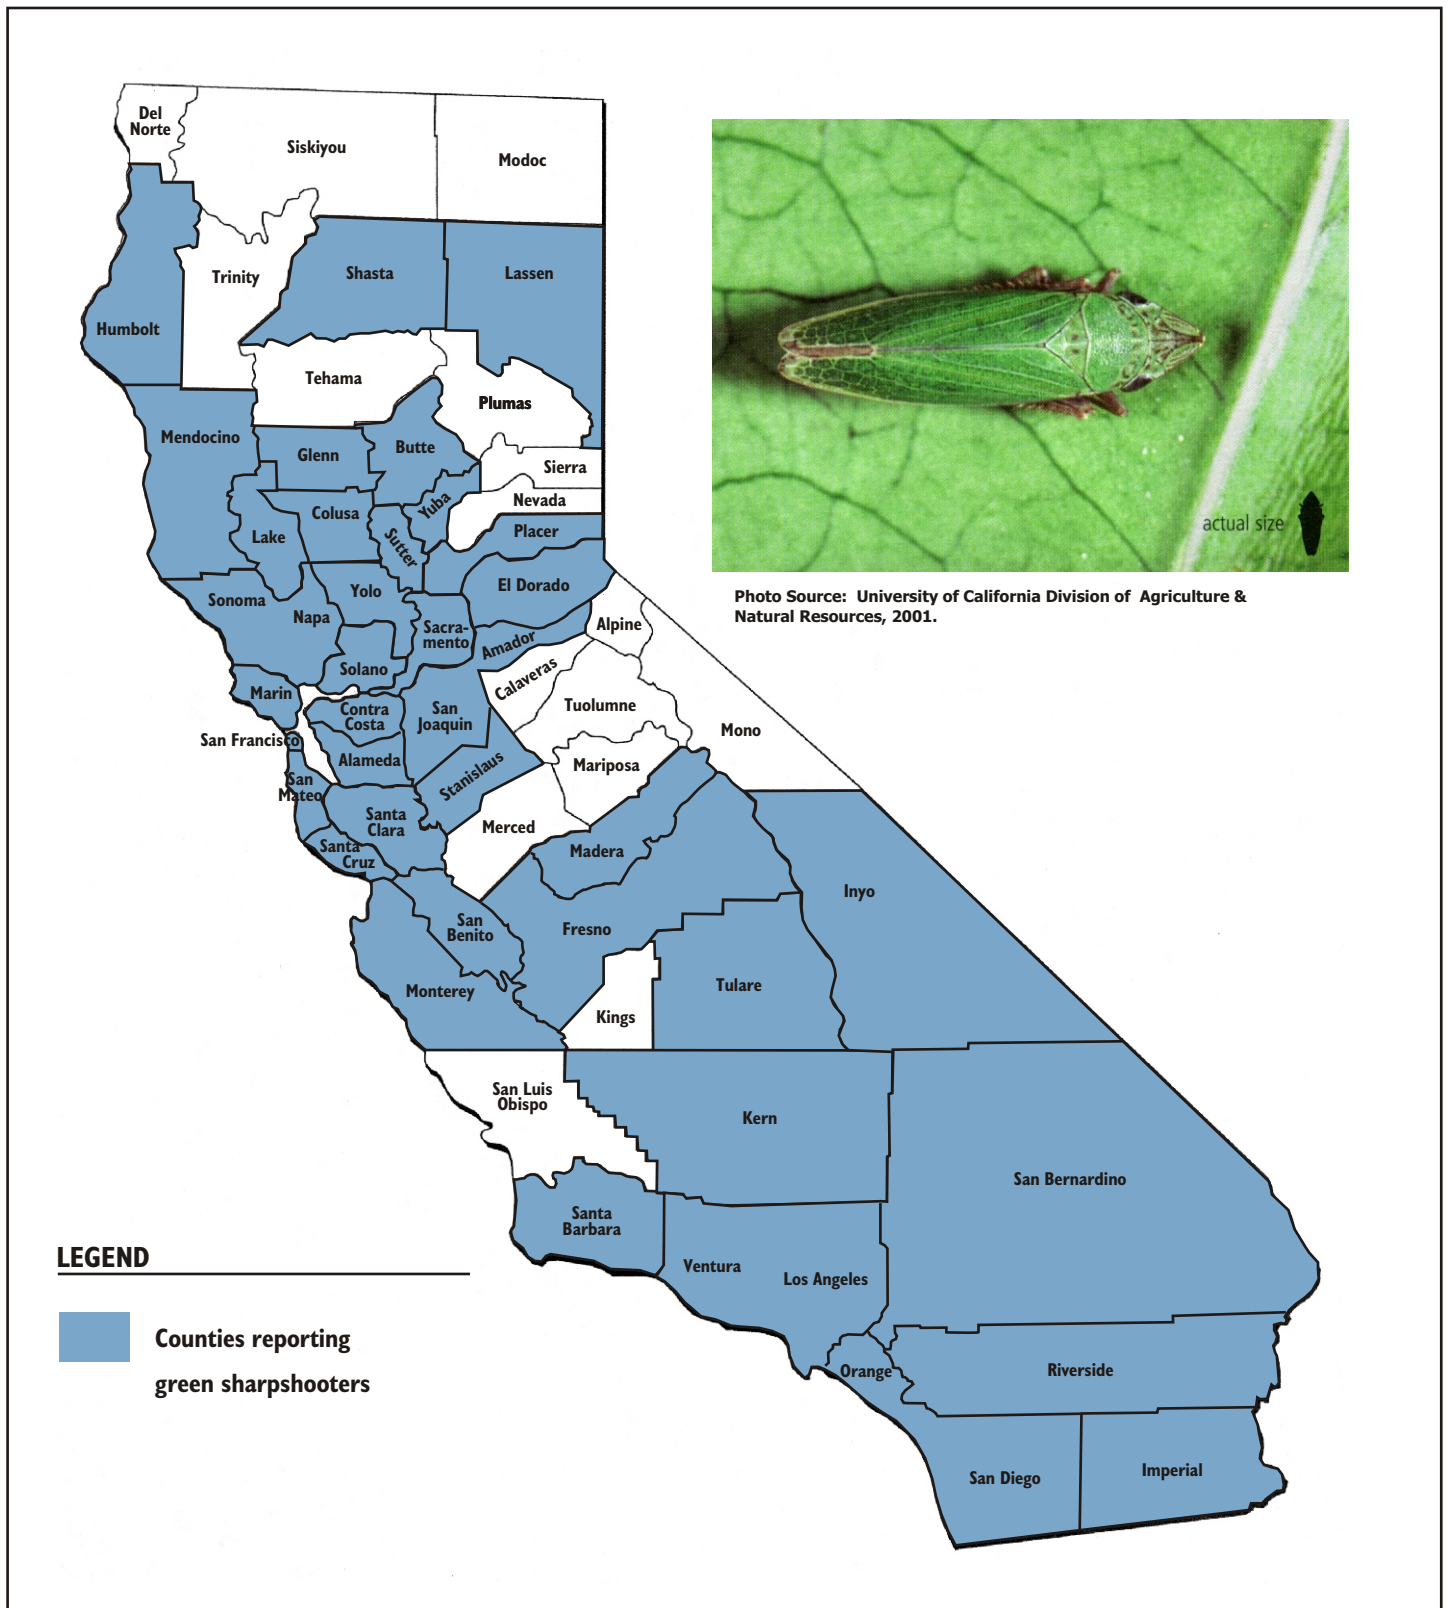 Del
Norte
Siskiyou
Modoc
Trinity
Shasta
Lassen
Humbolt
Tehama
Plumas
Mendocino
Glenn
Butte
Sierra
Nevada
Yuba
Colusa
Placer
Lake
Sutter
El Dorado
Sonoma
Yolo
Napa
Sacra-
mento
Amador
Alpine
Solano
Calaveras
Marin
Contra
Costa
San
Joaquin
Tuolumne
Mono
San Francisco
Alameda
Stanislaus
Mariposa
San
Mateo
Santa
Clara
Merced
Santa
Cruz
Madera
Inyo
San
Benito
Fresno
Monterey
Tulare
Kings
San Luis
Obispo
Kern
San Bernardino
Santa
Barbara
Ventura
Los Angeles
Orange
Riverside
San Diego
Imperial
actual size
Photo Source: University of California Division of Agriculture &
Natural Resources, 2001.
LEGEND
Counties reporting
green sharpshooters